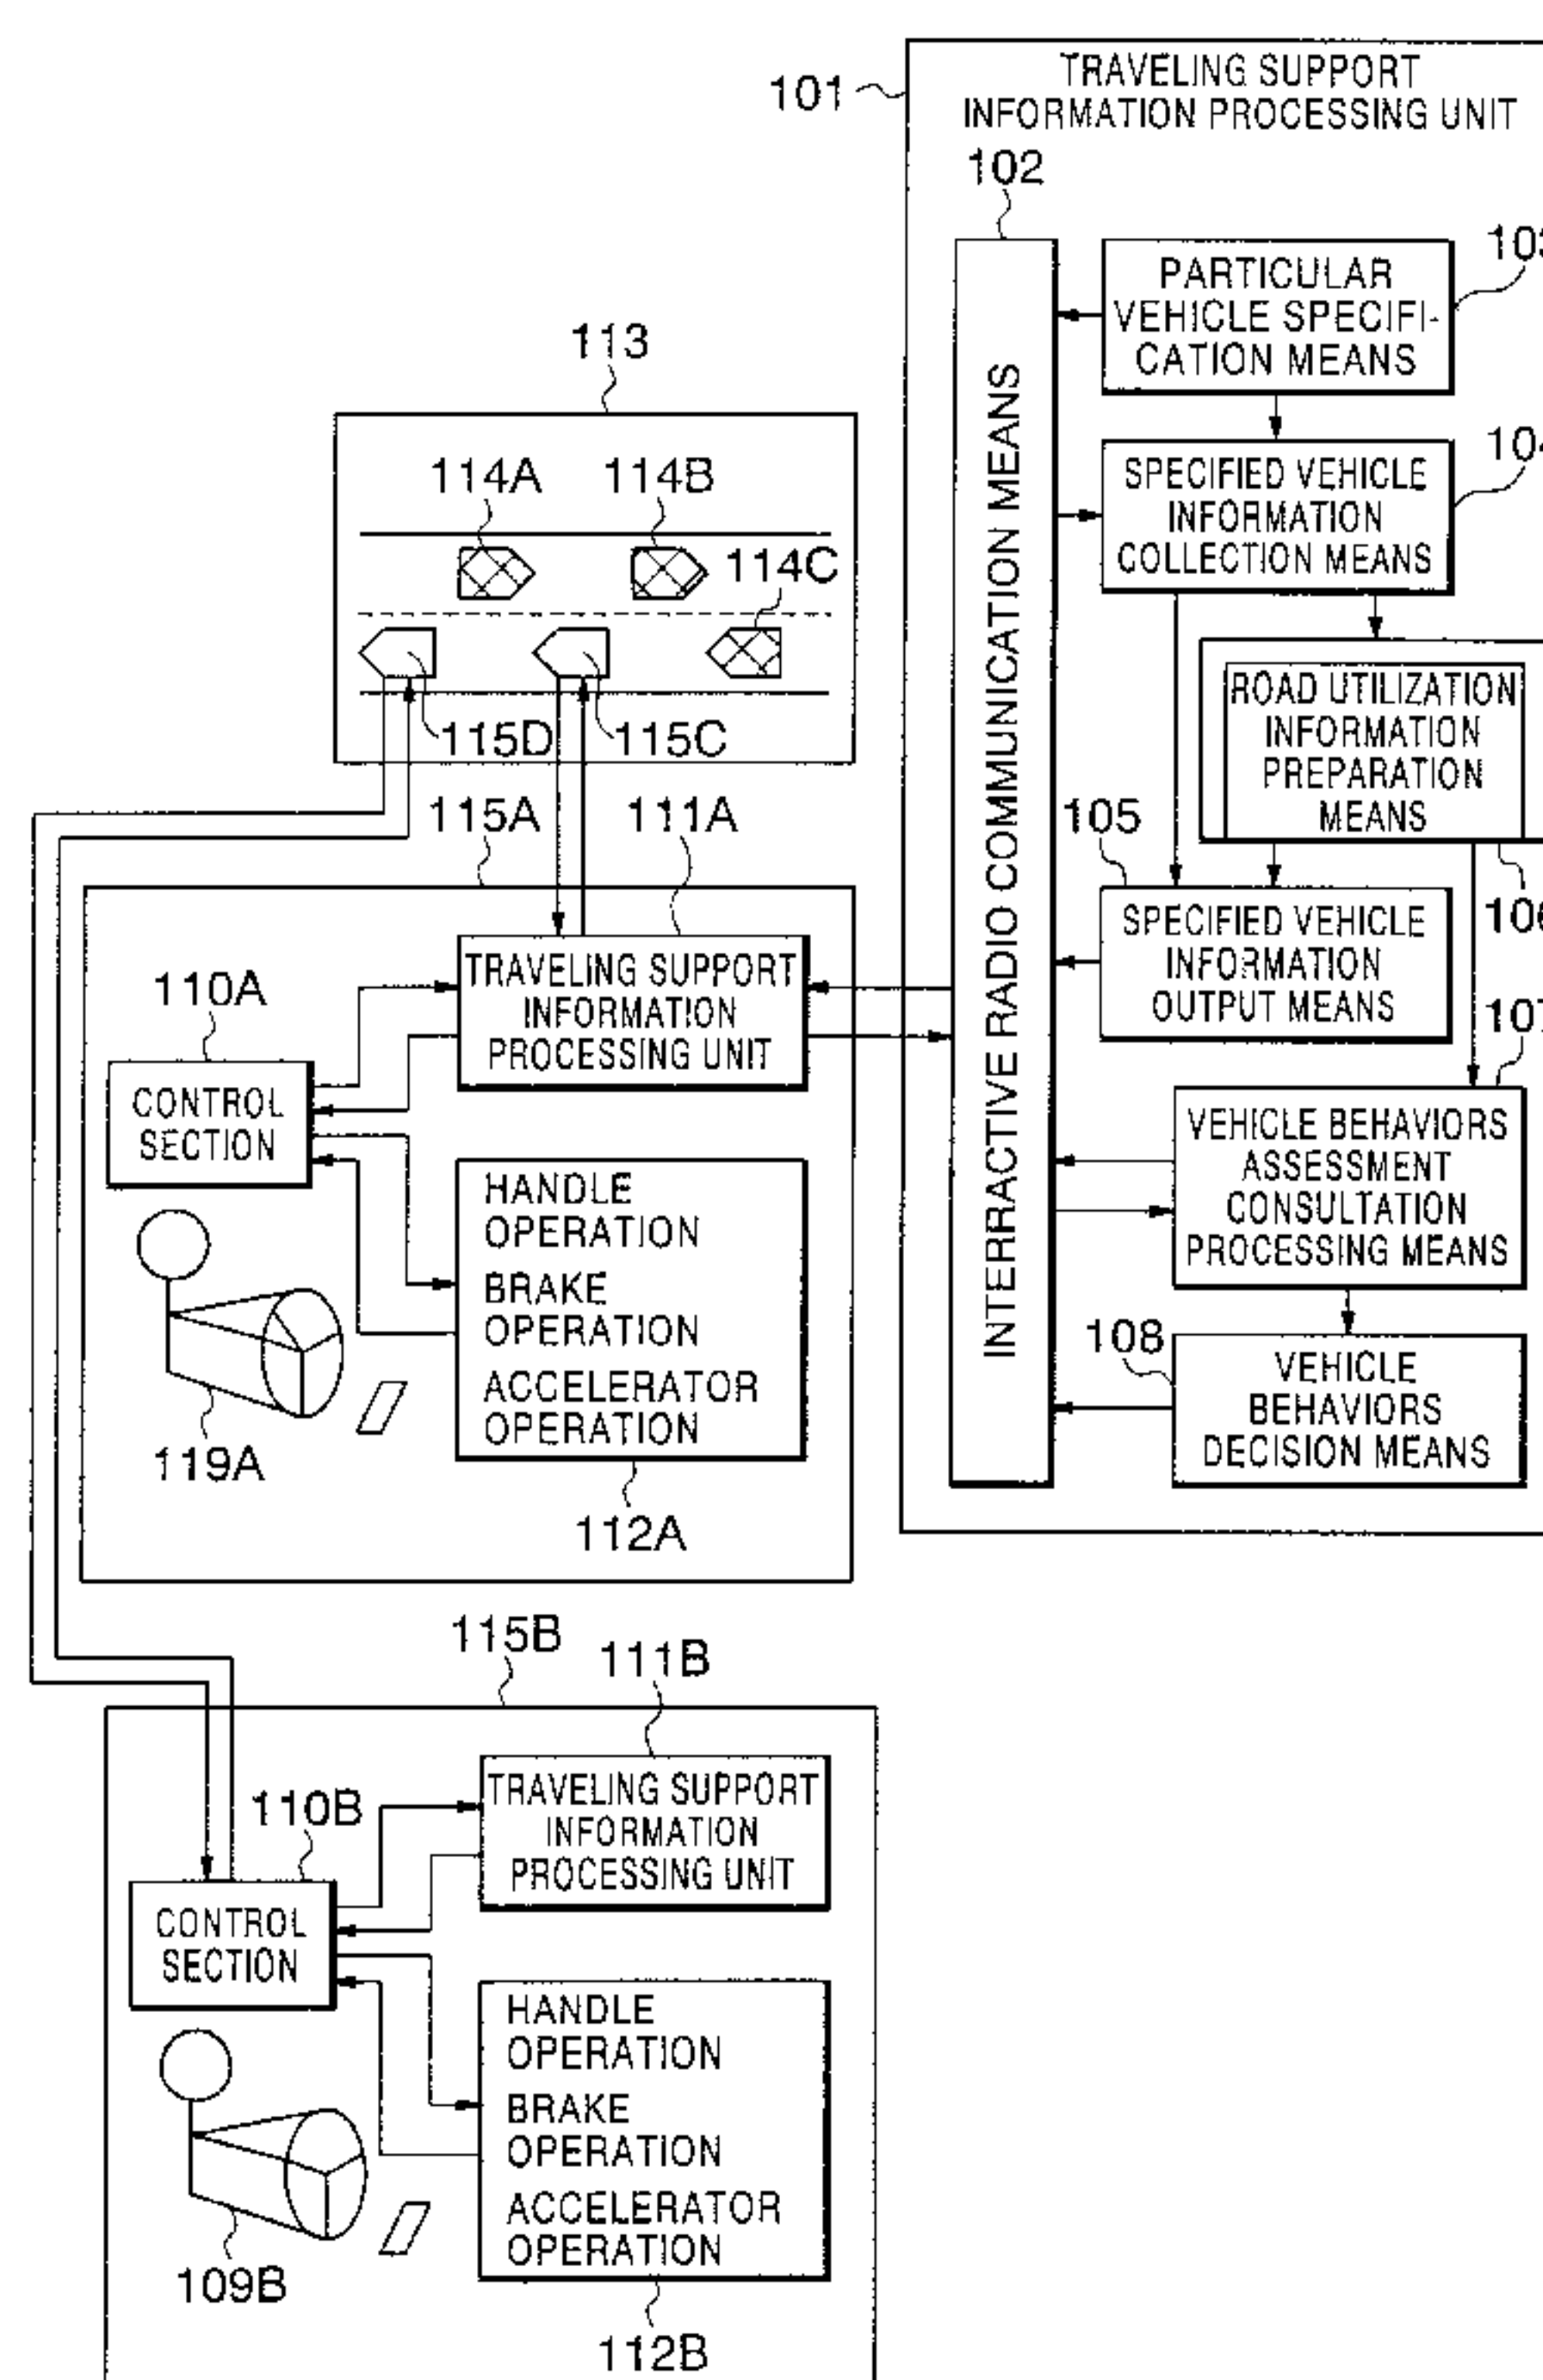 101
TRAVELING SUPPORT
INFORMATION PROCESSING UNIT
102
INTERRACTIVE RADIO COMMUNICATION MEANS
PARTICULAR
VEHICLE SPECIFI-
CATION MEANS
SPECIFIED VEHICLE
INFORMATION
COLLECTION MEANS
ROAD UTILIZATION
INFORMATION
PREPARATION
MEANS
105
SPECIFIED VEHICLE
INFORMATION
OUTPUT MEANS
VEHICLE BEHAVIORS
ASSESSMENT
CONSULTATION
PROCESSING MEANS
108
VEHICLE
BEHAVIORS
DECISION MEANS
113
114A
114B
114C
115D
115C
115A
111A
TRAVELING SUPPORT
INFORMATION
PROCESSING UNIT
110A
CONTROL
SECTION
HANDLE
OPERATION
BRAKE
OPERATION
ACCELERATOR
OPERATION
119A
112A
115B
111B
TRAVELING SUPPORT
INFORMATION
PROCESSING UNIT
110B
CONTROL
SECTION
HANDLE
OPERATION
BRAKE
OPERATION
ACCELERATOR
OPERATION
109B
112B